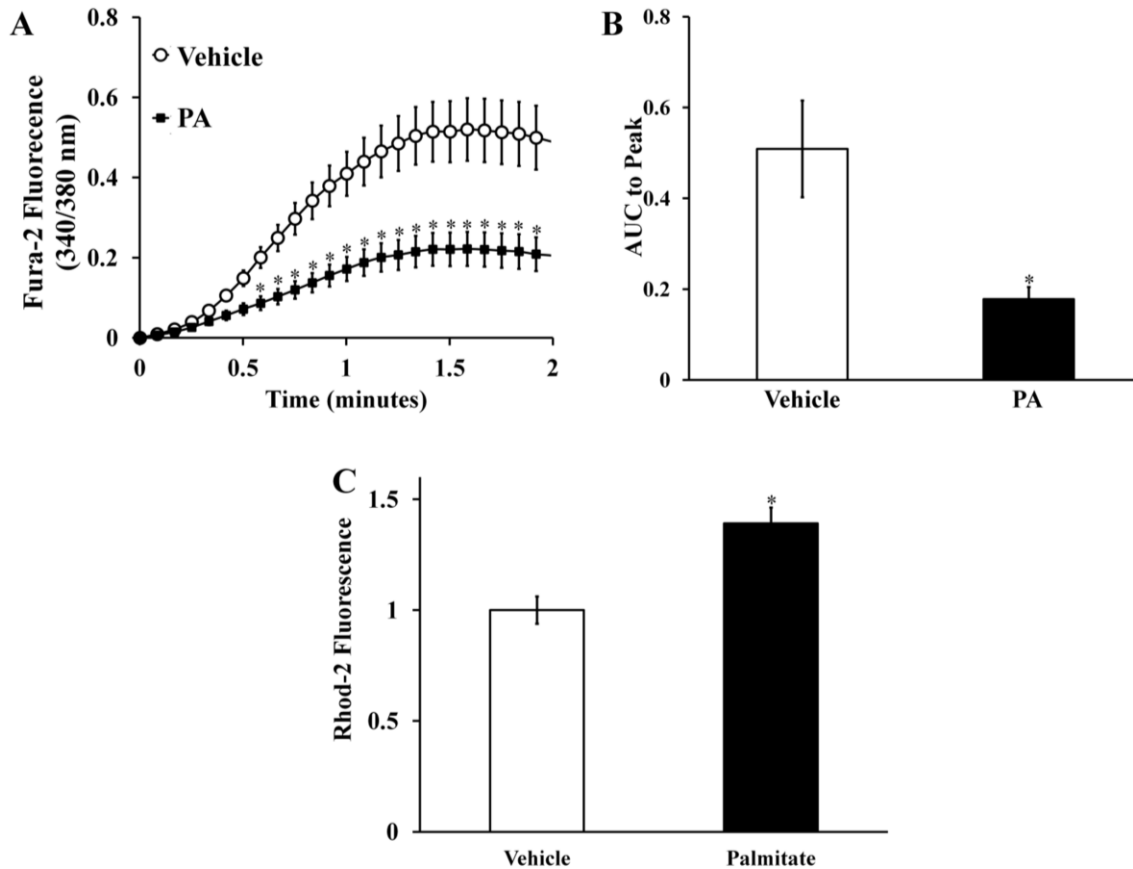 A
0.8
0.6
0.4
0.2
0
Fura-2 Fluorecence
(340/380 nm)
Vehicle
PA
* * * * * * * * * * * * * * * * *
0 0.5 1 1.5 2
Time (minutes)
B
0.8
0.6
0.4
0.2
0
AUC to Peak
*
Vehicle PA
C
1.5
1
0.5
0
Rhod-2 Fluorescence
*
Vehicle Palmitate